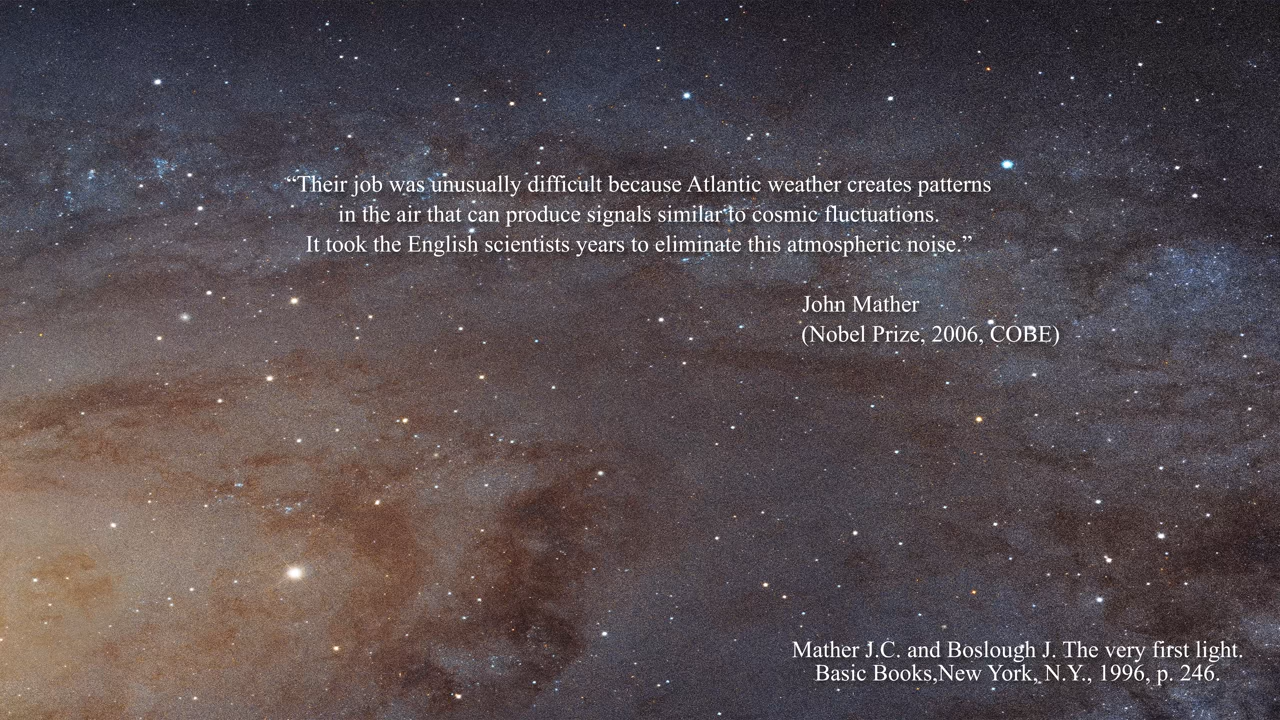 “Their job was unusually difficult because Atlantic weather creates patterns
in the air that can produce signals similar to cosmic fluctuations.
It took the English scientists years to eliminate this atmospheric noise.”
John Mather
(Nobel Prize, 2006, COBE)
Mather J.C. and Boslough J. The very first light.
Basic Books,New York, N.Y., 1996, p. 246.